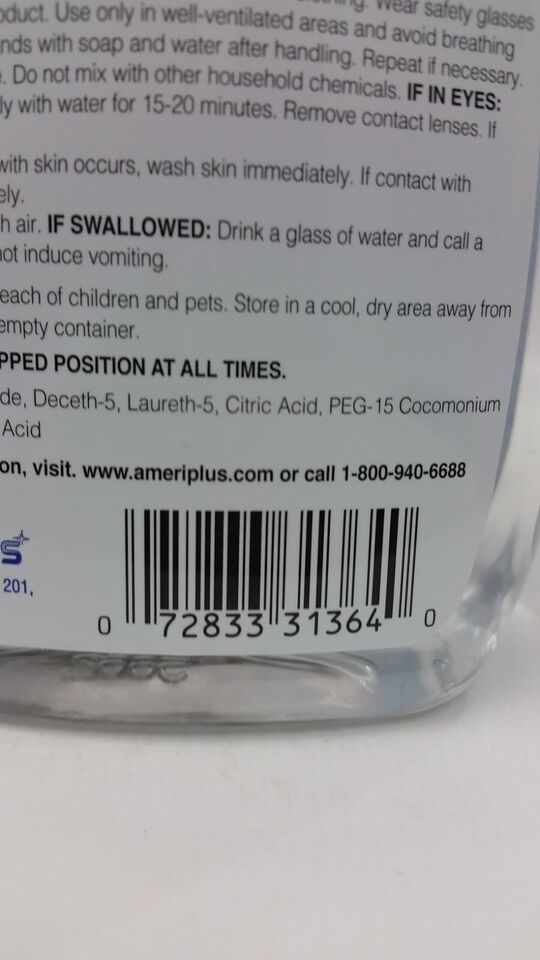 Wear safety glasses
oduct. Use only in well-ventilated areas and avoid breathing
nds with soap and water after handling. Repeat if necessary.
. Do not mix with other household chemicals. IF IN EYES:
ly with water for 15-20 minutes. Remove contact lenses. If
with skin occurs, wash skin immediately. If contact with
ely.
h air. IF SWALLOWED: Drink a glass of water and call a
not induce vomiting.
each of children and pets. Store in a cool, dry area away from
empty container.
PPED POSITION AT ALL TIMES.
de, Deceth-5, Laureth-5, Citric Acid, PEG-15 Cocomonium
Acid
on, visit. www.ameriplus.com or call 1-800-940-6688
S
201,
0 72833 31364 0